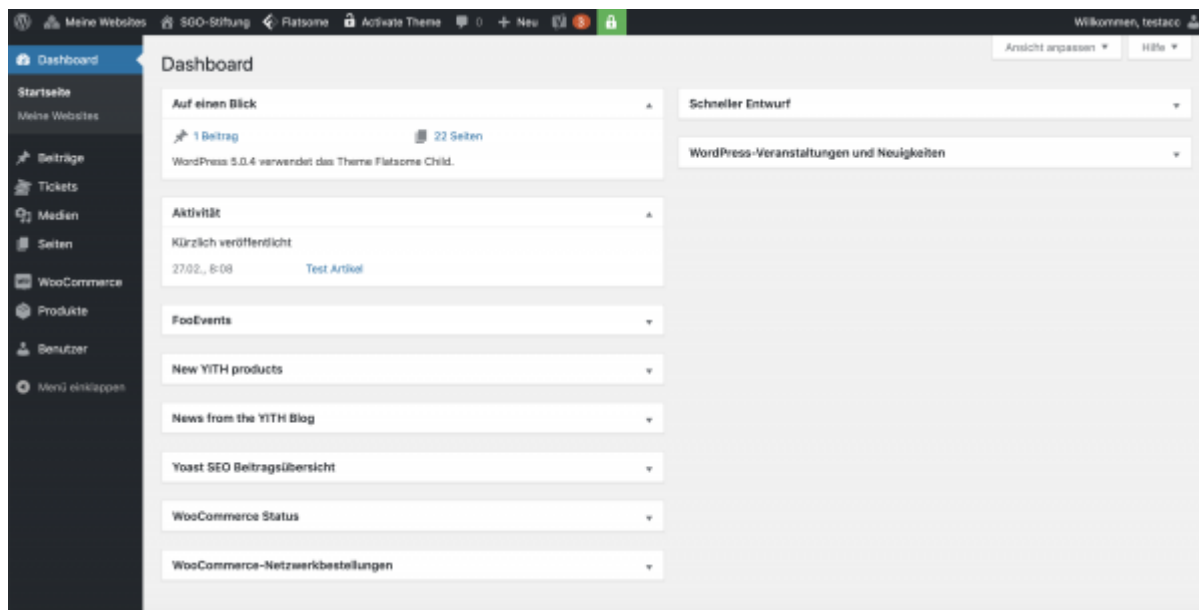 Meine Websites SGO-Stiftung Flatsome Activate Theme 0 Neu 3 Willkommen, testacc
Ansicht anpassen Hilfe
Dashboard
Startseite
Meine Websites
Beiträge
Tickets
Medien
Seiten
WooCommerce
Produkte
Benutzer
Menü einklappen
Dashboard
Auf einen Blick
1 Beitrag 22 Seiten
WordPress 5.0.4 verwendet das Theme Flatsome Child.
Aktivität
Kürzlich veröffentlicht
27.02., 8:08 Test Artikel
FooEvents
New YITH products
News from the YITH Blog
Yoast SEO Beitragsübersicht
WooCommerce Status
WooCommerce-Netzwerkbestellungen
Schneller Entwurf
WordPress-Veranstaltungen und Neuigkeiten